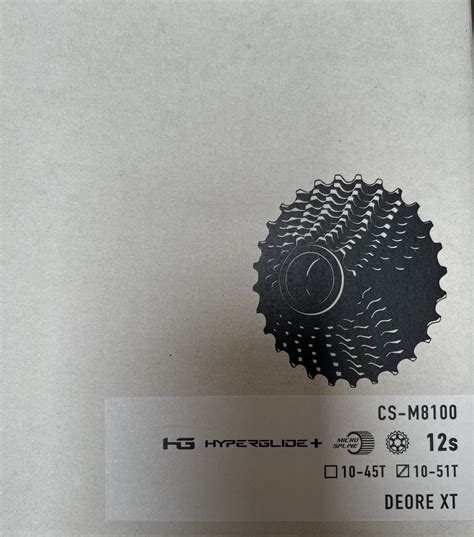 CS-M8100
HG HYPERGLIDE+ MICRO SPLINE 12s
10-45T 10-51T
DEORE XT